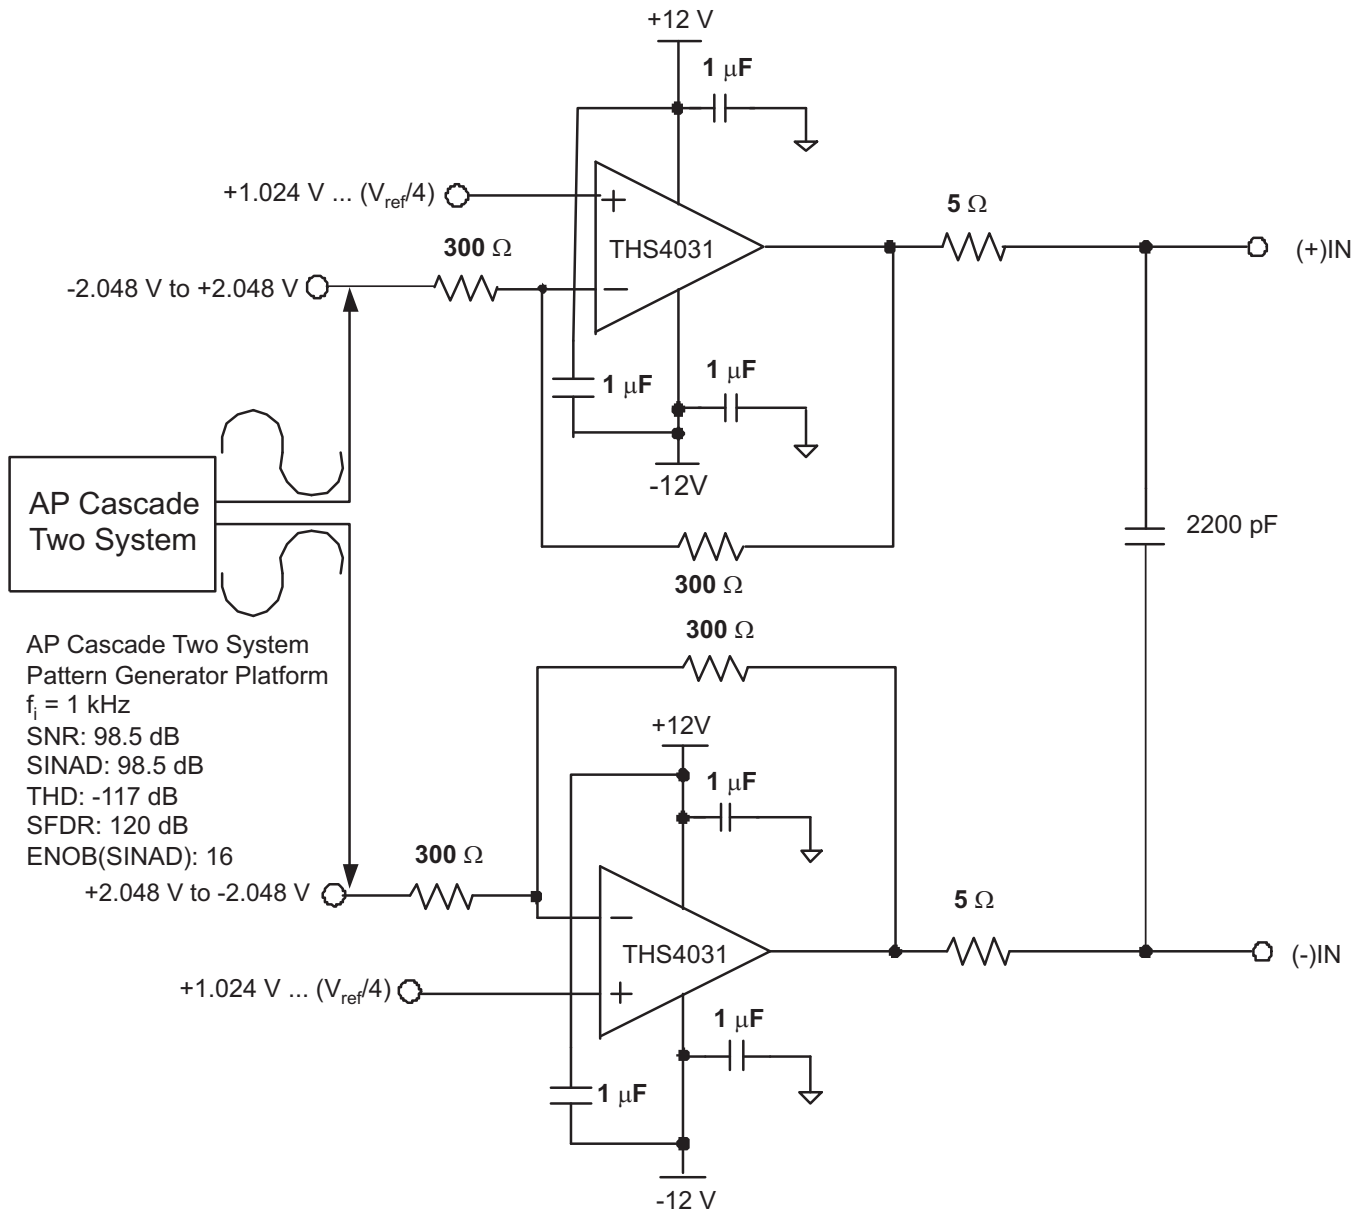 +12 V
1 μF
+1.024 V ... (Vref/4)
+
THS4031
5 Ω
(+)IN
300 Ω
-2.048 V to +2.048 V
−
1 μF
1 μF
-12V
AP Cascade
Two System
2200 pF
300 Ω
300 Ω
AP Cascade Two System
Pattern Generator Platform
fi = 1 kHz
SNR: 98.5 dB
SINAD: 98.5 dB
THD: -117 dB
SFDR: 120 dB
ENOB(SINAD): 16
+12V
1 μF
300 Ω
+2.048 V to -2.048 V
−
THS4031
5 Ω
(-)IN
+1.024 V ... (Vref/4)
+
1 μF
1 μF
-12 V